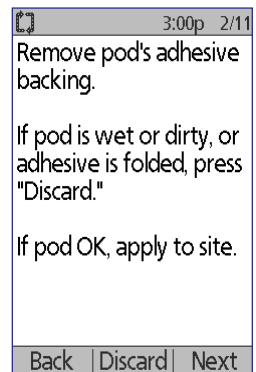 3:00p 2/11
Remove pod's adhesive
backing.
If pod is wet or dirty, or
adhesive is folded, press
"Discard."
If pod OK, apply to site.
Back | Discard | Next